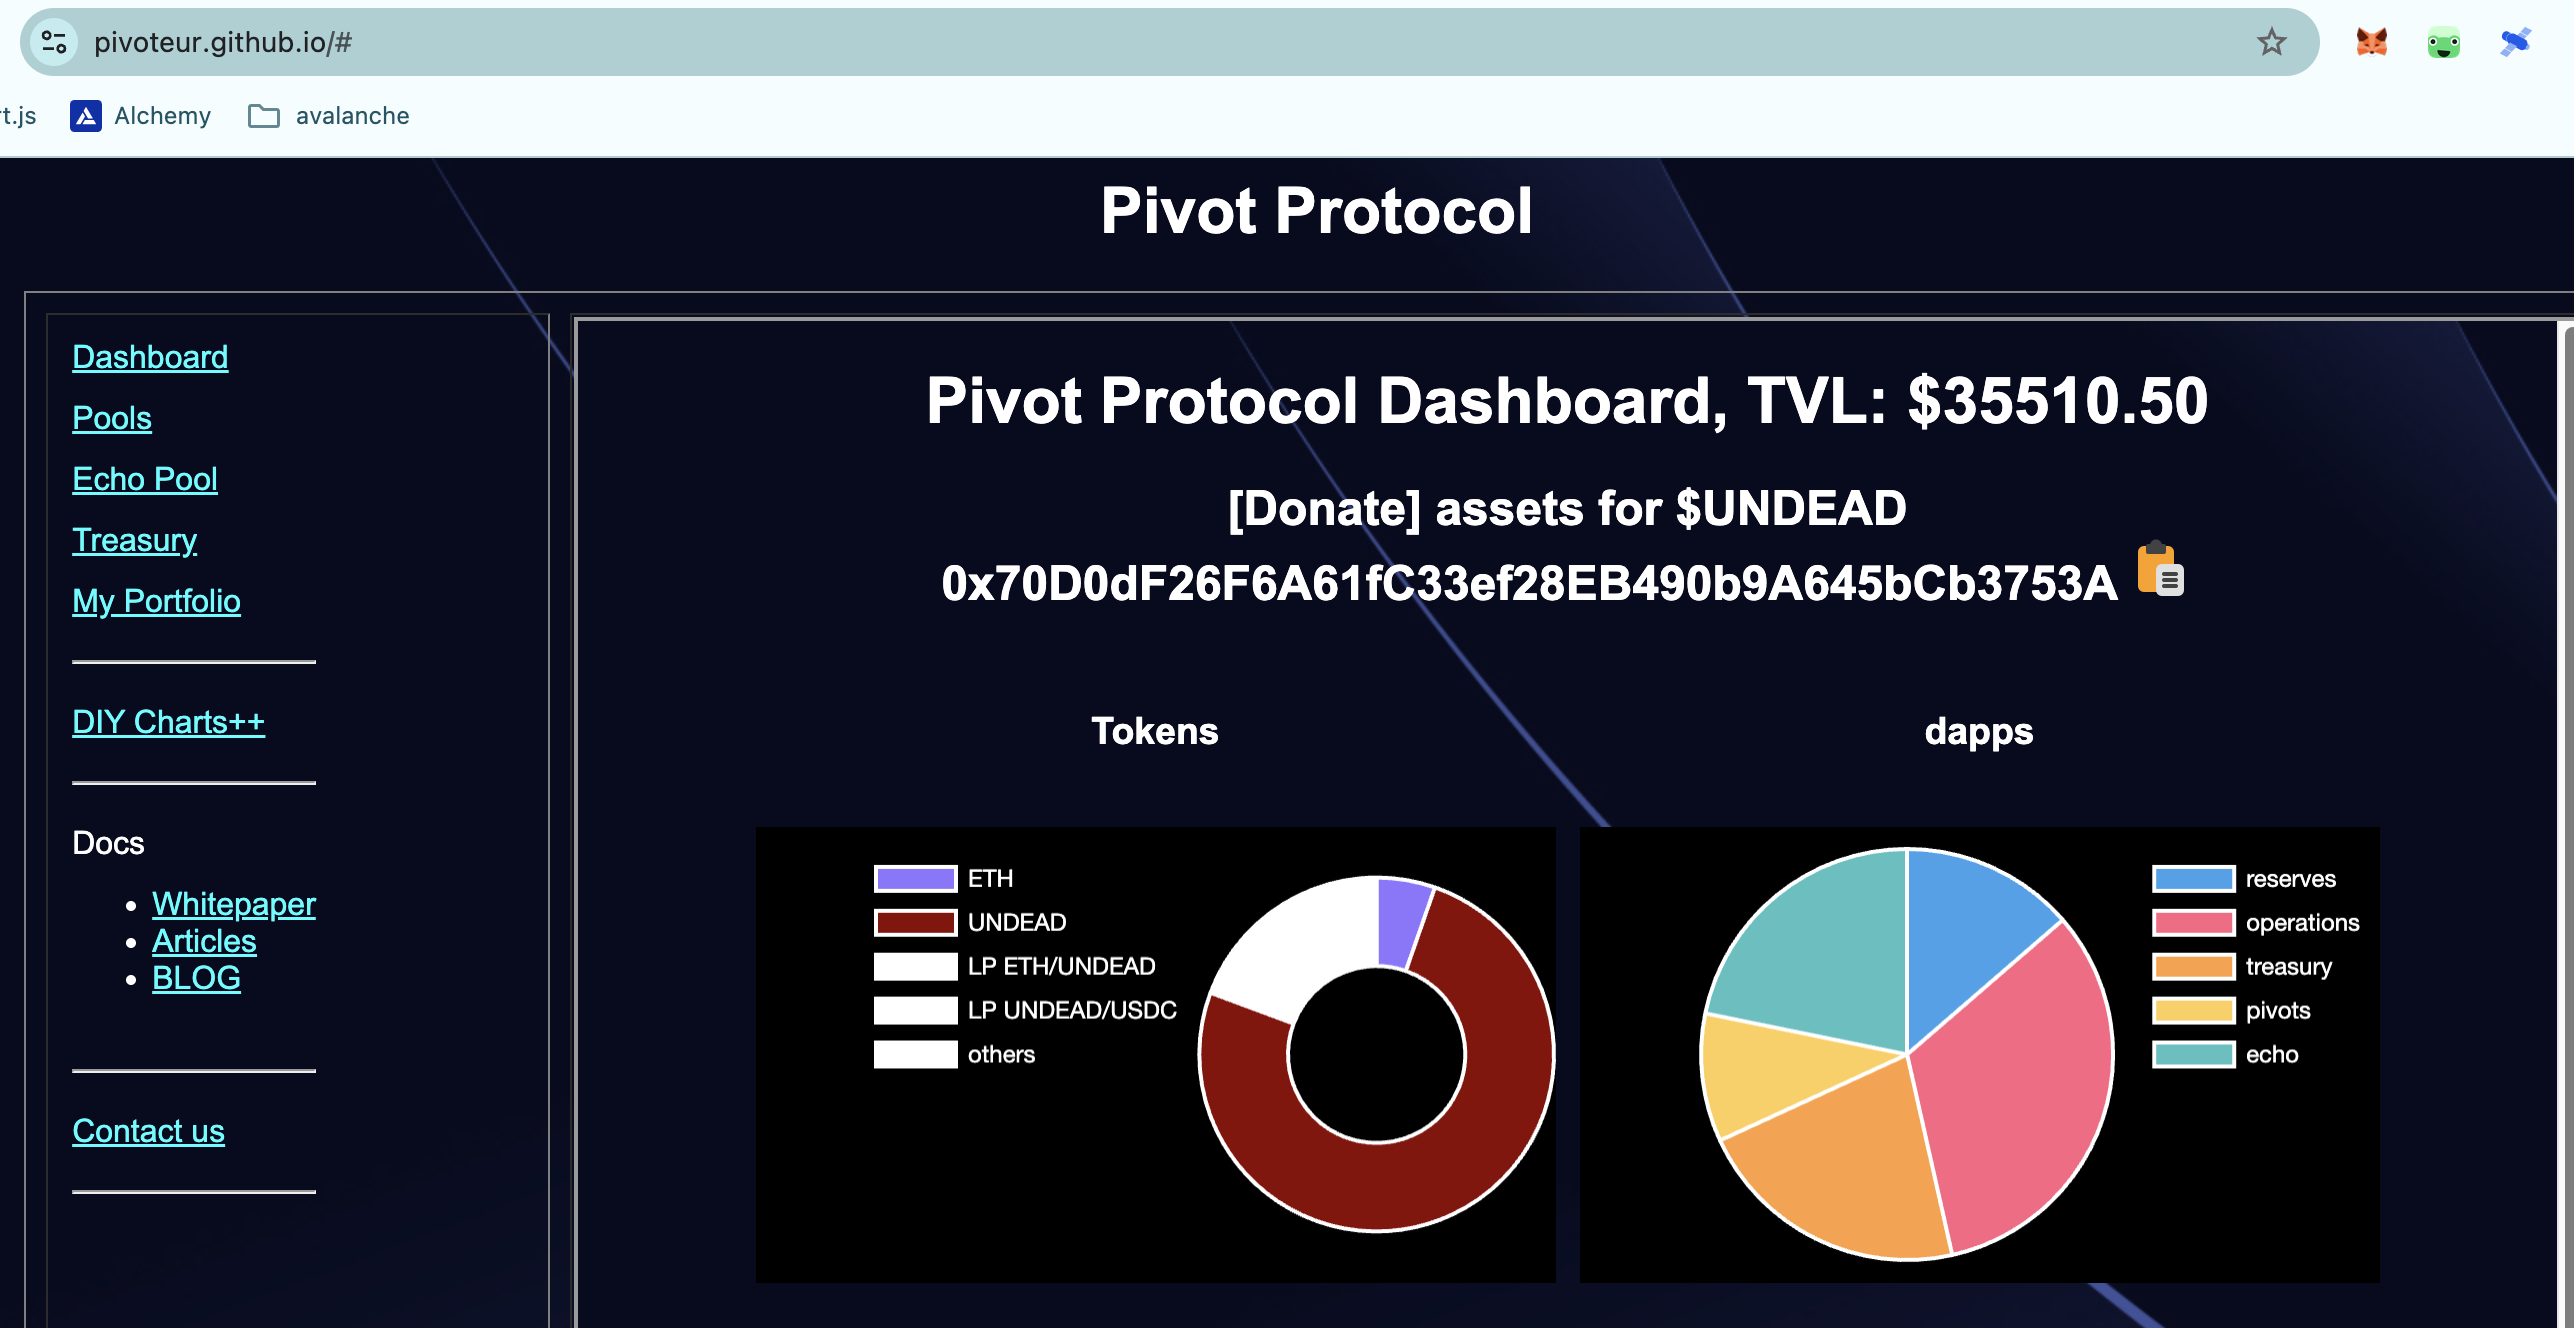 pivoteur.github.io/#
t.js Alchemy avalanche
Pivot Protocol
Dashboard
Pools
Echo Pool
Treasury
My Portfolio
DIY Charts++
Docs
Whitepaper
Articles
BLOG
Contact us
Pivot Protocol Dashboard, TVL: $35510.50
[Donate] assets for $UNDEAD
0x70D0dF26F6A61fC33ef28EB490b9A645bCb3753A
Tokens
ETH
UNDEAD
LP ETH/UNDEAD
LP UNDEAD/USDC
others
dapps
reserves
operations
treasury
pivots
echo